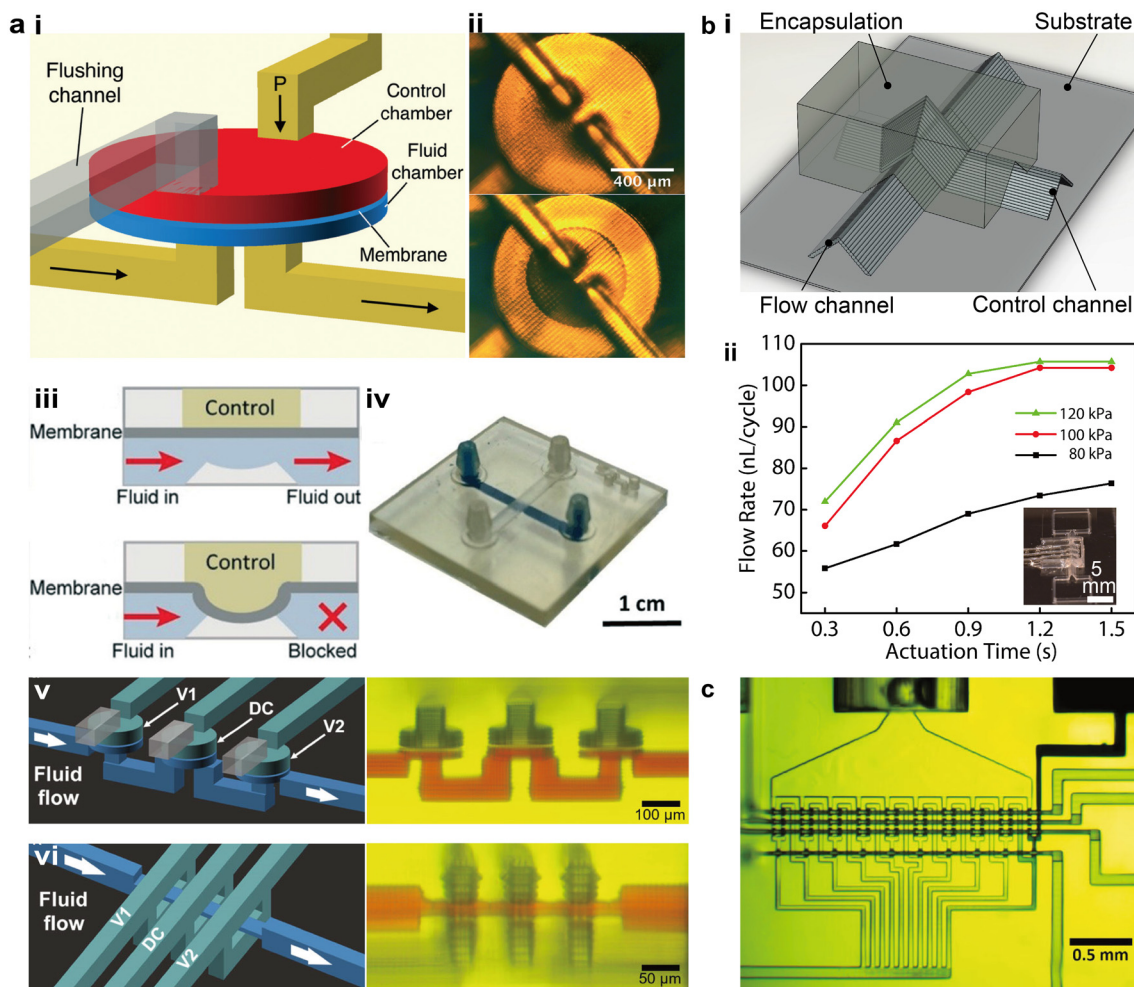 a
i
Flushing
channel
P
Control
chamber
Fluid
chamber
Membrane
ii
400 µm
b
i
Encapsulation
Substrate
Flow channel
Control channel
ii
110
100
90
80
70
60
50
Flow Rate (nL/cycle)
120 kPa
100 kPa
80 kPa
5
mm
0.3
0.6
0.9
1.2
1.5
Actuation Time (s)
iii
Control
Membrane
Fluid in
Fluid out
Control
Membrane
Fluid in
Blocked
iv
1 cm
v
V1
DC
V2
Fluid
flow
100 µm
vi
Fluid
flow
V1
DC
V2
50 µm
c
0.5 mm